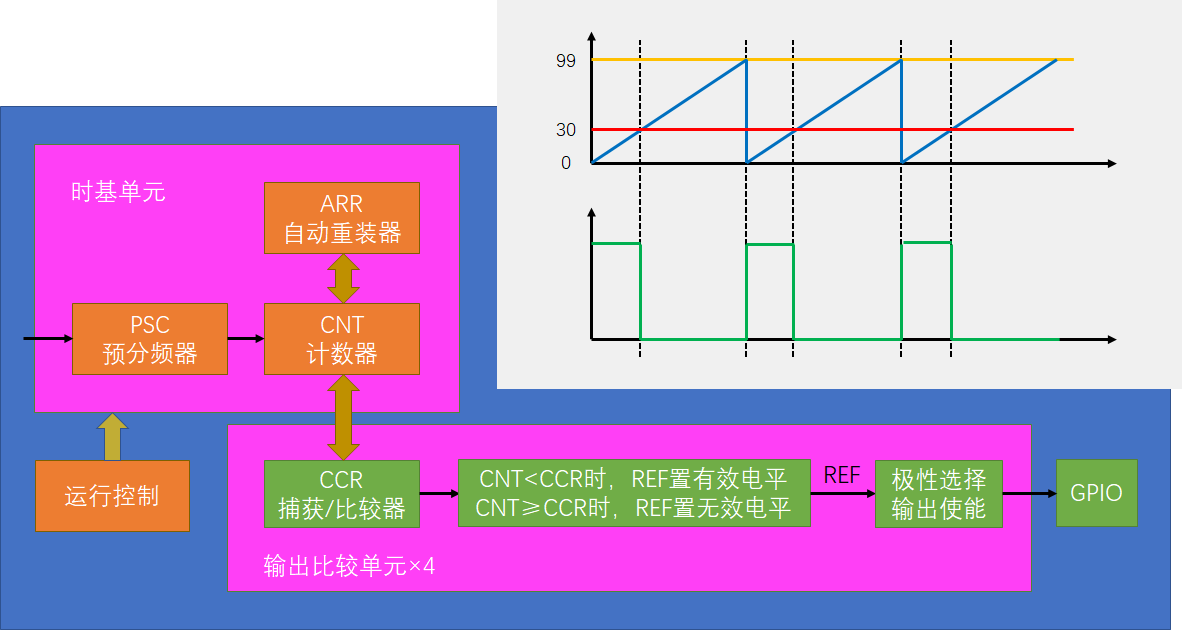 99
30
0
时基单元
ARR
自动重装器
PSC
预分频器
CNT
计数器
运行控制
CCR
捕获/比较器
CNT<CCR时，REF置有效电平
CNT≥CCR时，REF置无效电平
REF
极性选择
输出使能
GPIO
输出比较单元×4